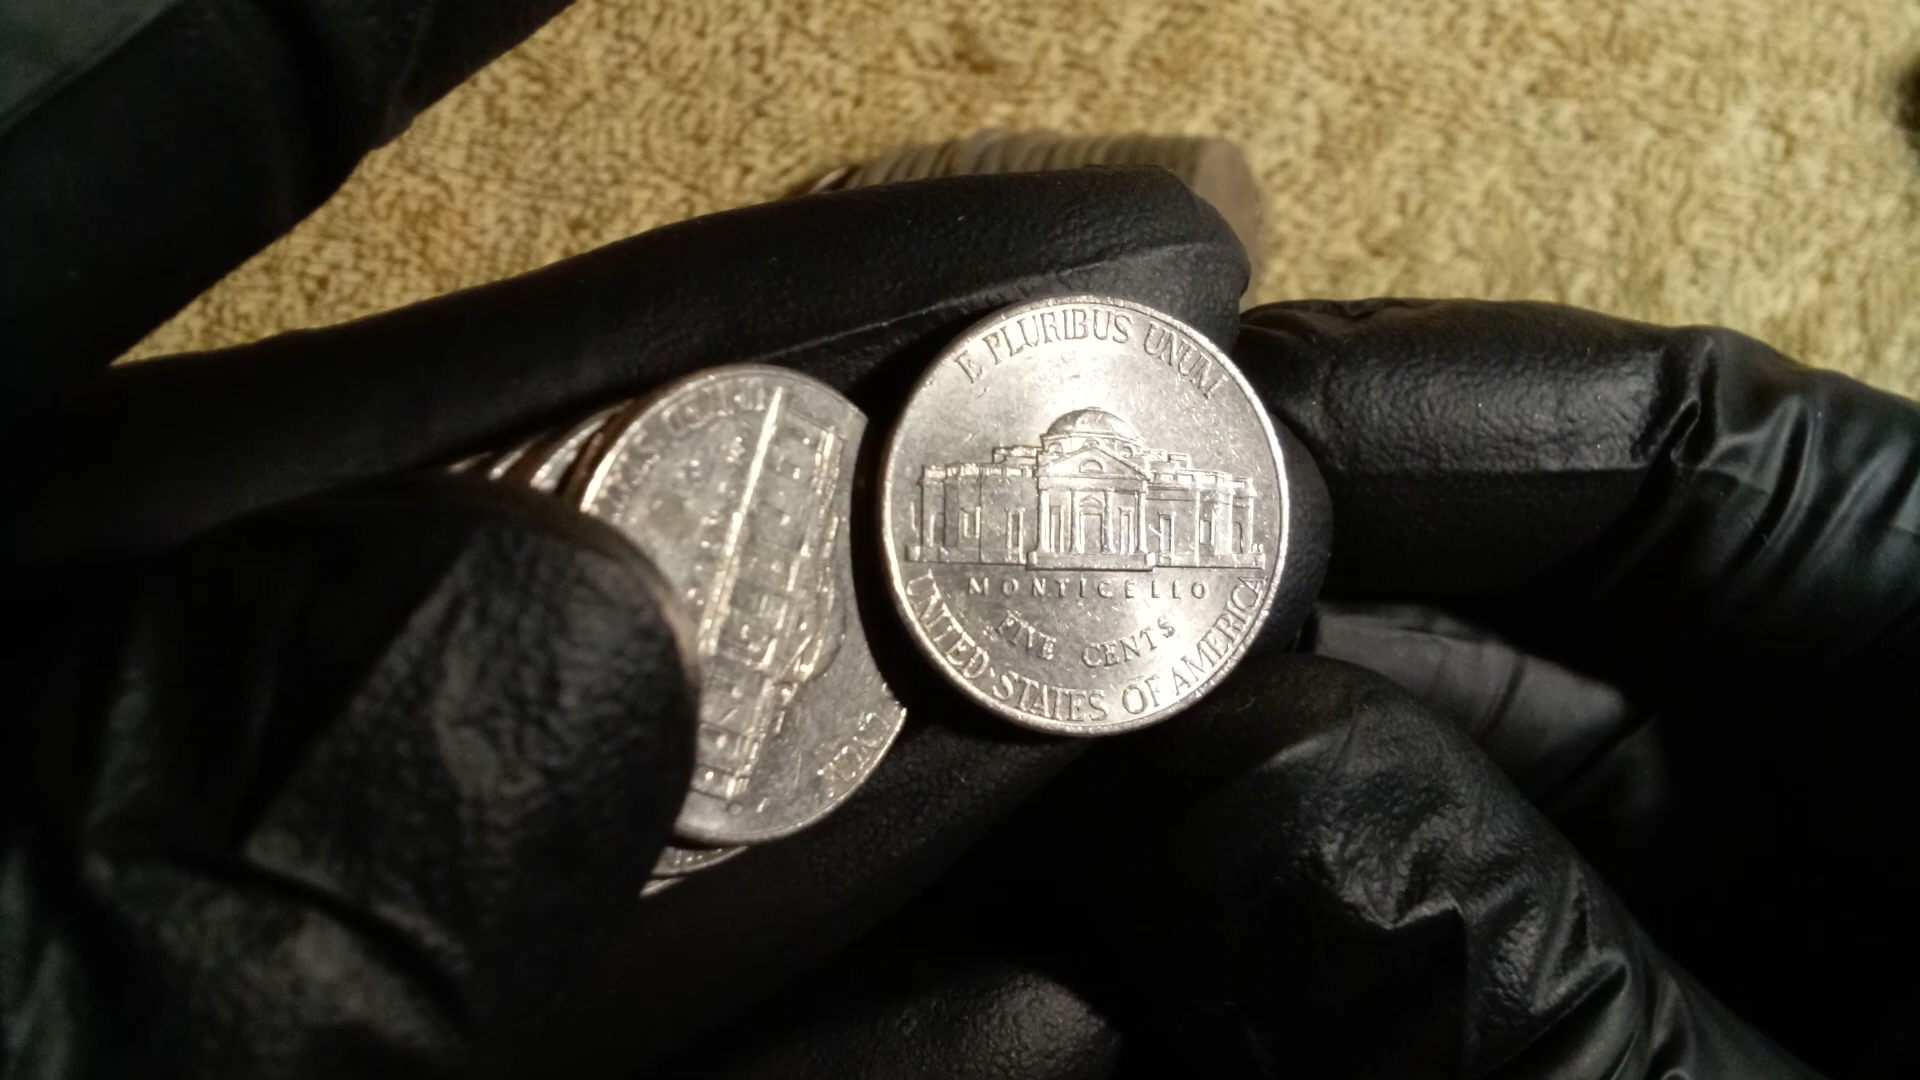 E PLURIBUS UNUM
MONTICELLO
FIVE CENTS
UNITED STATES OF AMERICA